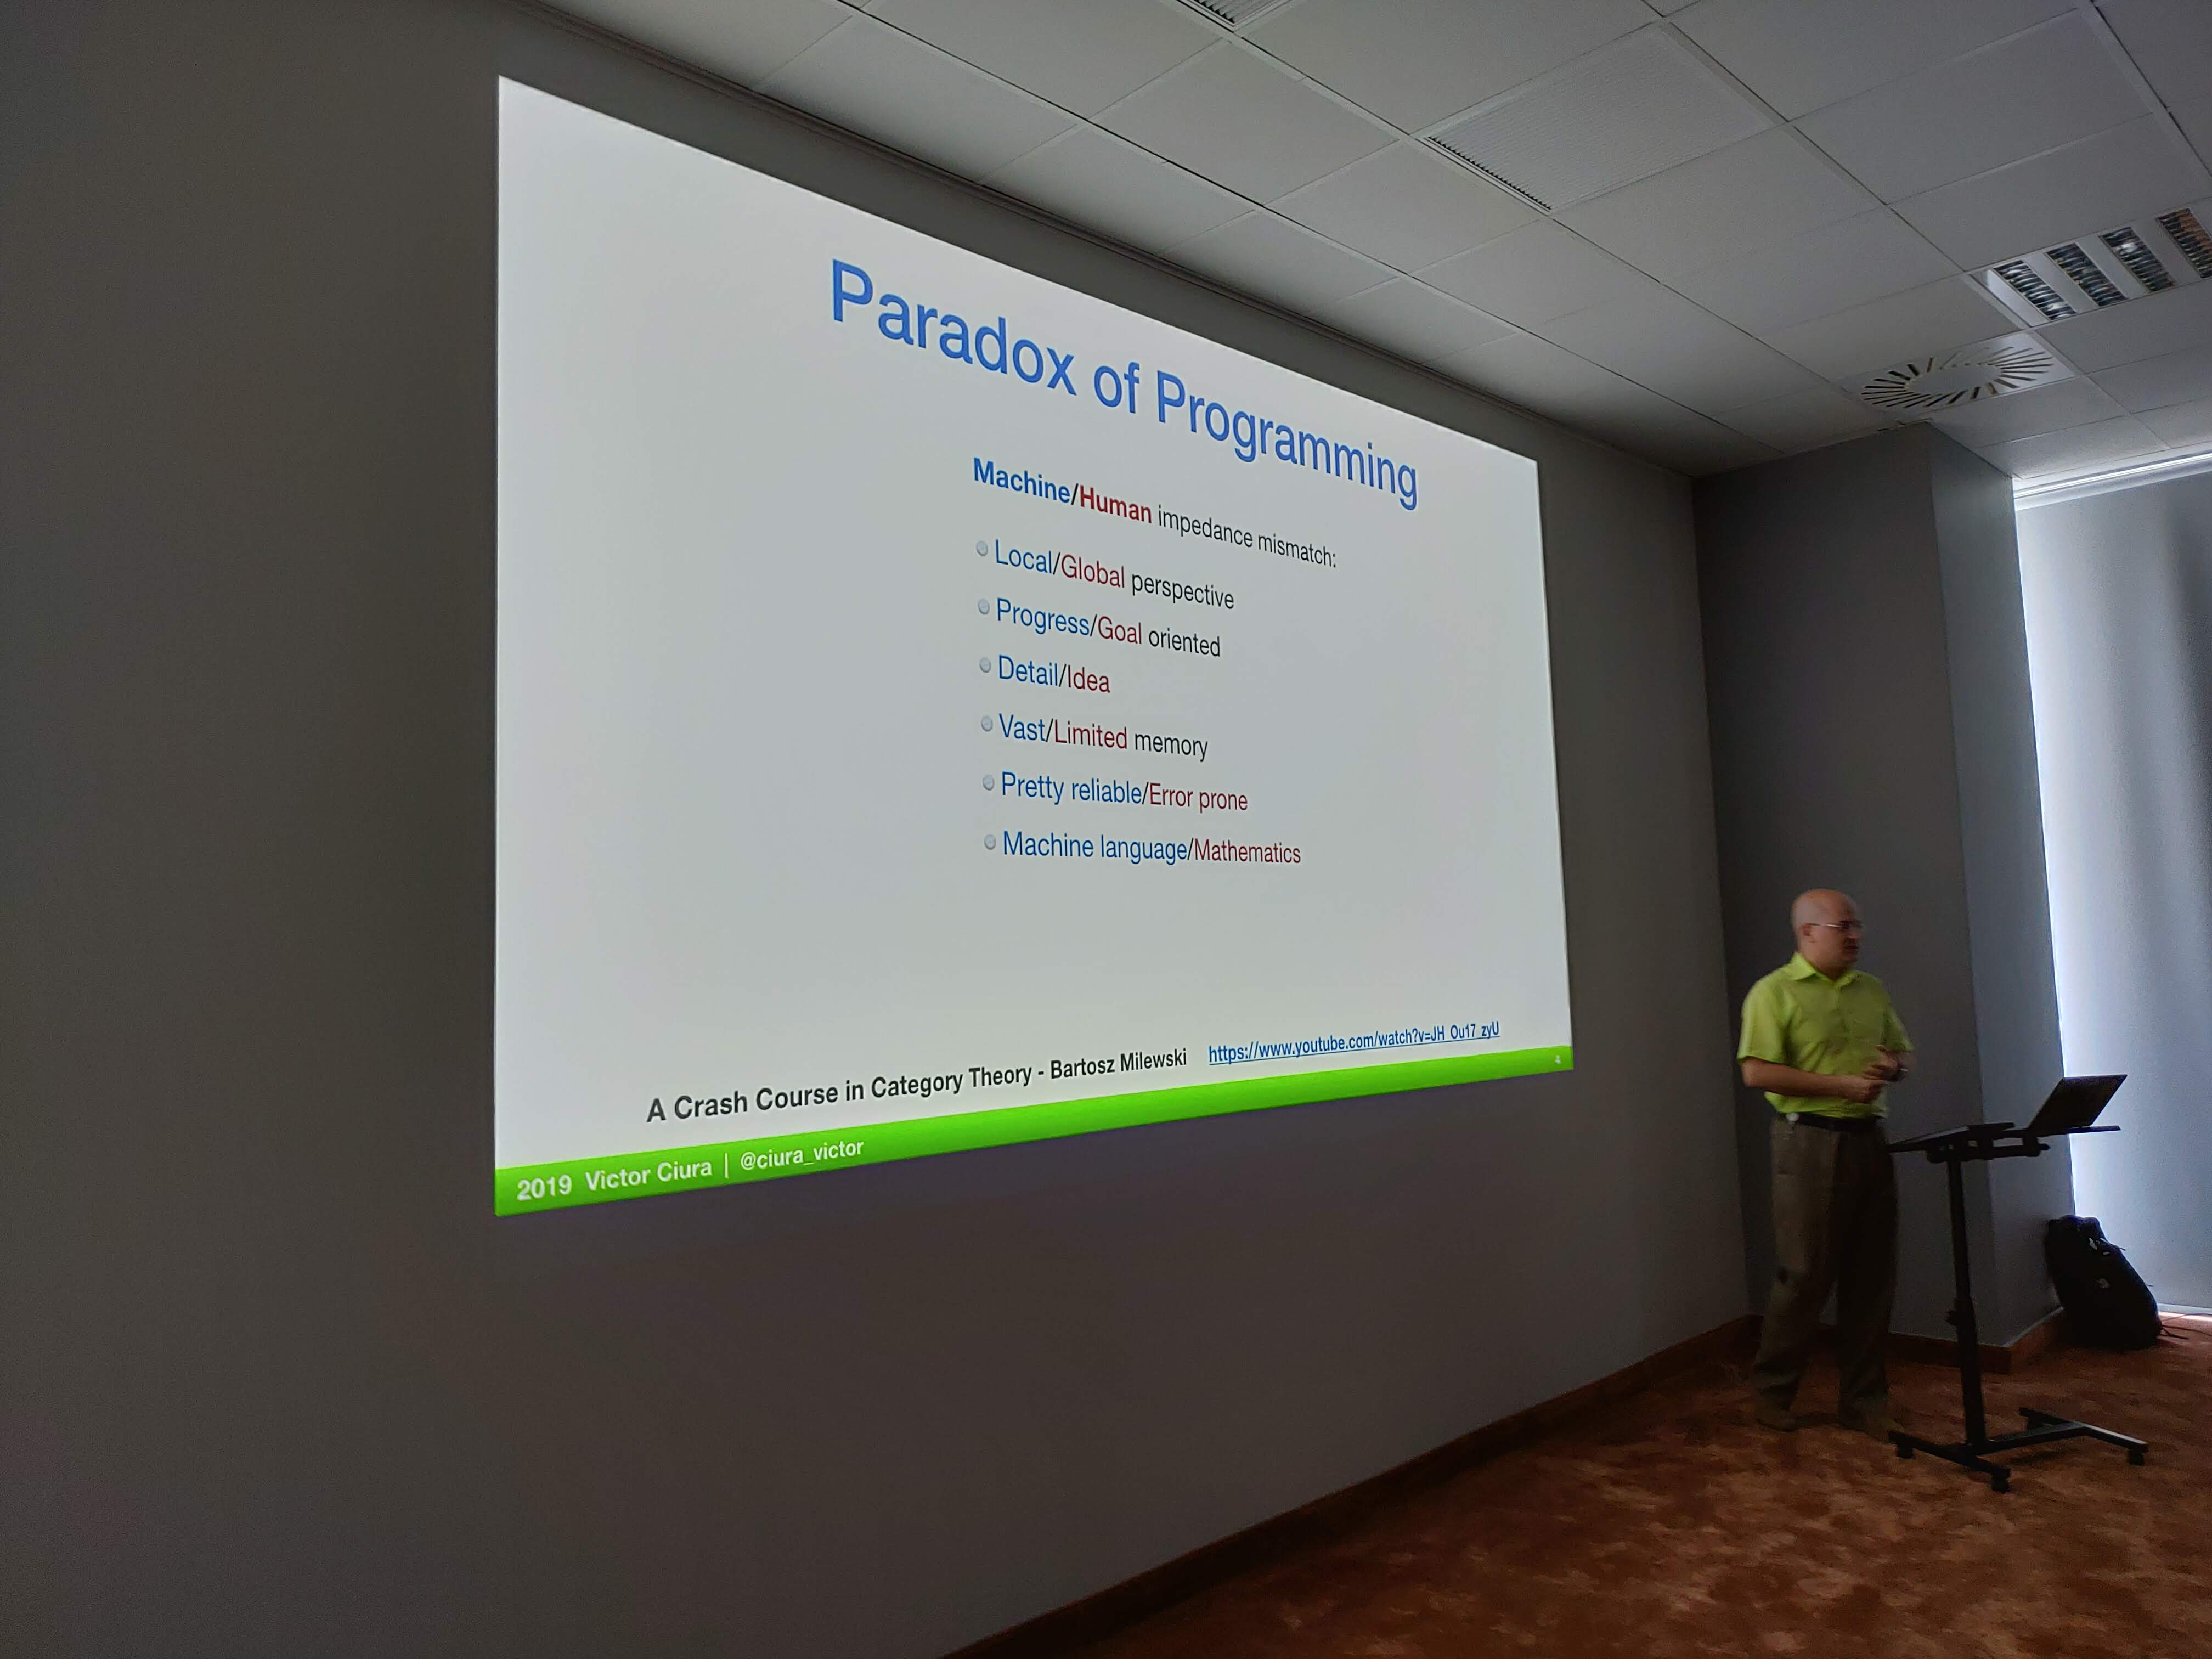 Paradox of Programming
Machine/Human impedance mismatch:
Local/Global perspective
Progress/Goal oriented
Detail/Idea
Vast/Limited memory
Pretty reliable/Error prone
Machine language/Mathematics
A Crash Course in Category Theory - Bartosz Milewski https://www.youtube.com/watch?v=JH_Ou17_zyU
4
2019 Victor Ciura | @ciura_victor